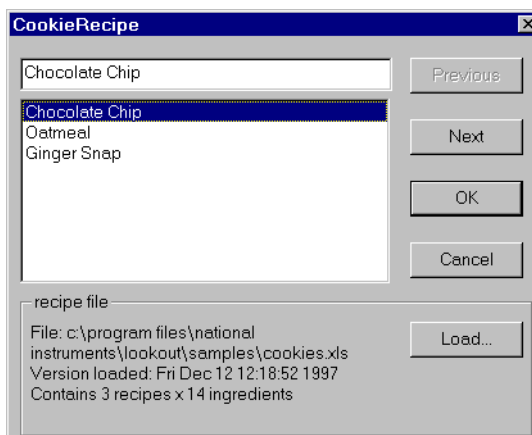 CookieRecipe
Chocolate Chip
Previous
Chocolate Chip
Oatmeal
Ginger Snap
Next
OK
Cancel
recipe file
File: c:\program files\national
instruments\lookout\samples\cookies.xls
Version loaded: Fri Dec 12 12:18:52 1997
Contains 3 recipes x 14 ingredients
Load...